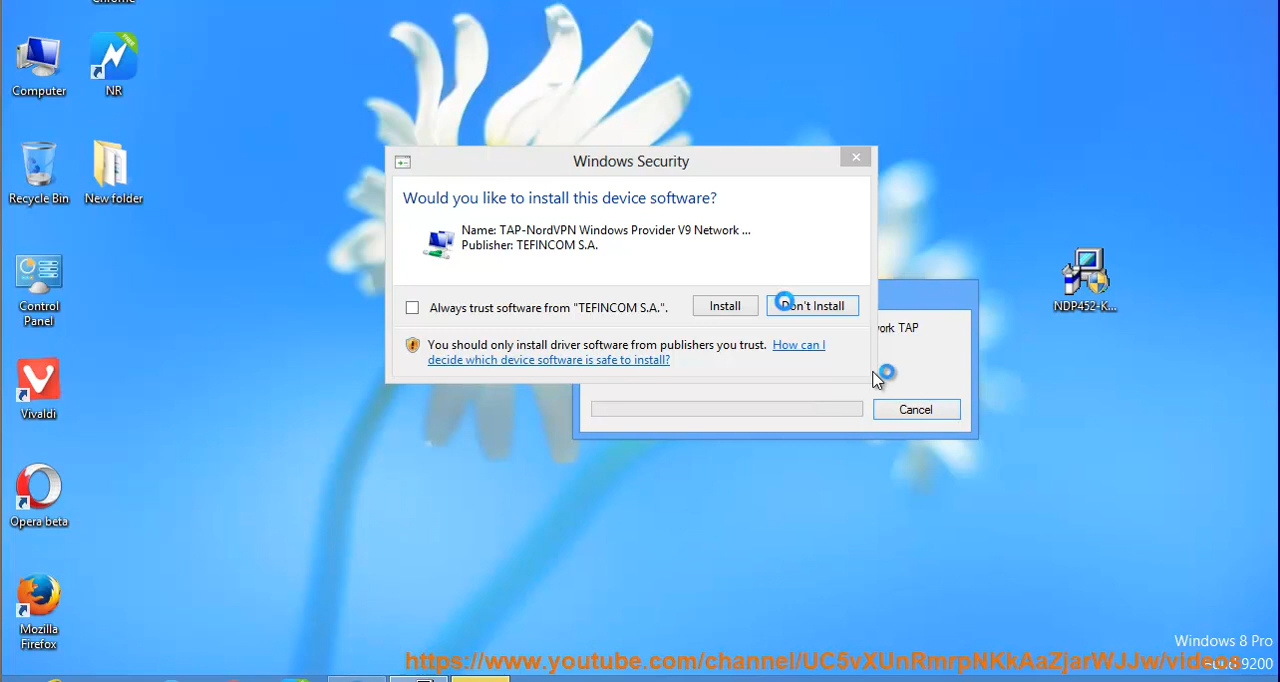 Chrome
Computer
NR
FREE
Recycle Bin
New folder
Control
Panel
Vivaldi
Opera beta
Mozilla
Firefox
Windows Security
Would you like to install this device software?
Name: TAP-NordVPN Windows Provider V9 Network ...
Publisher: TEFINCOM S.A.
Always trust software from "TEFINCOM S.A.".
Install
Don't Install
You should only install driver software from publishers you trust. How can I
decide which device software is safe to install?
work TAP
Cancel
NDP452-K...
Windows 8 Pro
Build 9200
https://www.youtube.com/channel/UC5vXUnRmrpNKkAaZjarWJJw/videos